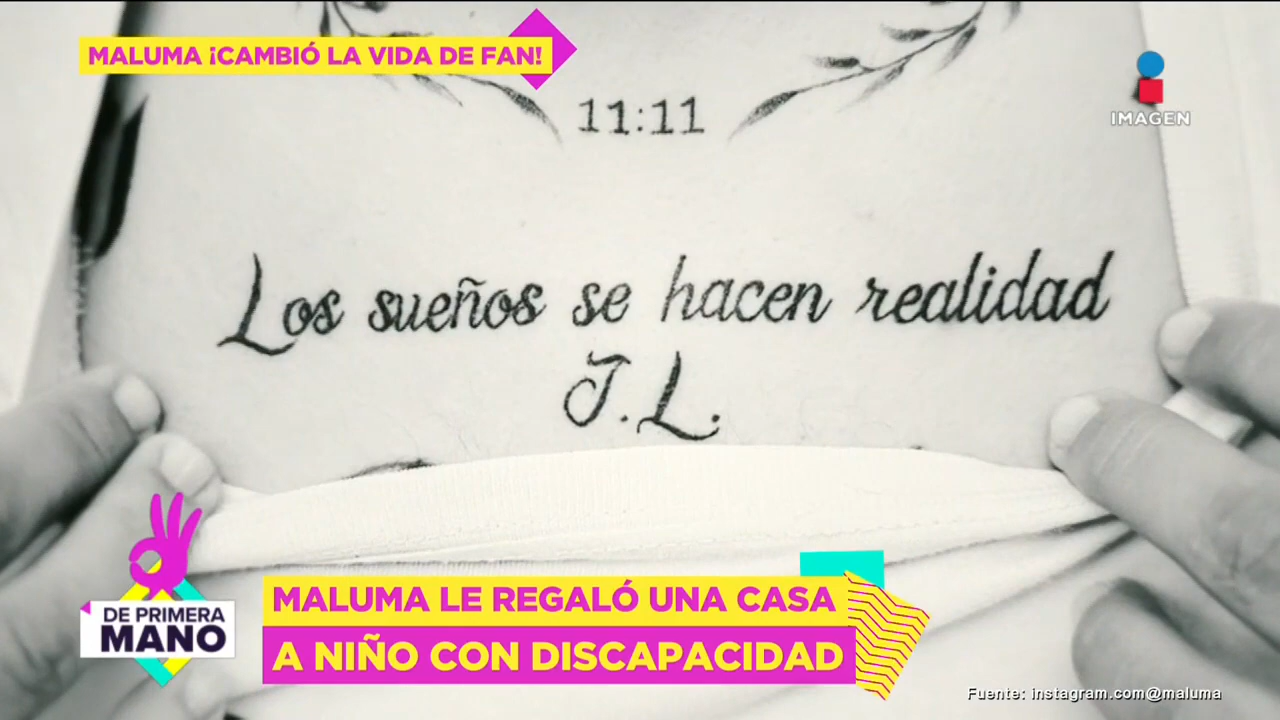 MALUMA ¡CAMBIÓ LA VIDA DE FAN!
IMAGEN
11:11
Los sueños se hacen realidad
J.L.
DE PRIMERA
MANO
MALUMA LE REGALÓ UNA CASA
A NIÑO CON DISCAPACIDAD
Fuente: instagram.com@maluma